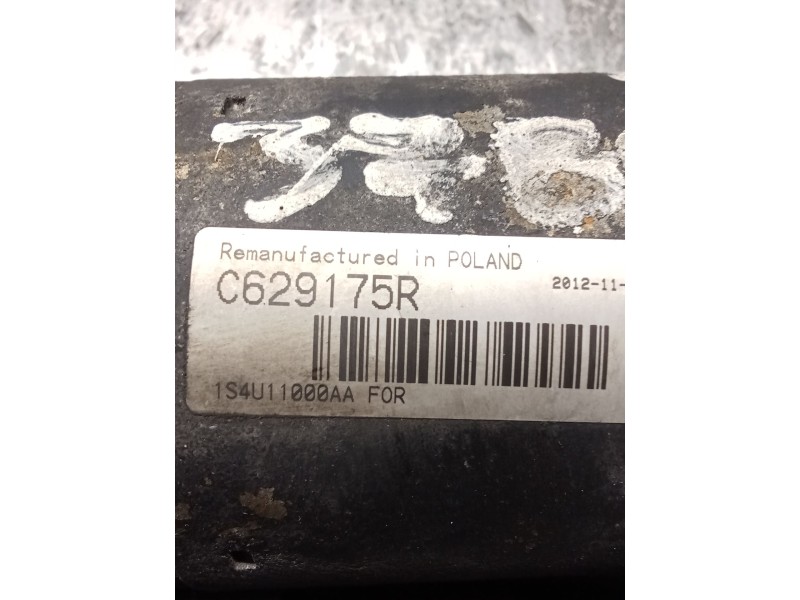 Remanufactured in POLAND
C629175R 2012-11-
1S4U11000AA FOR